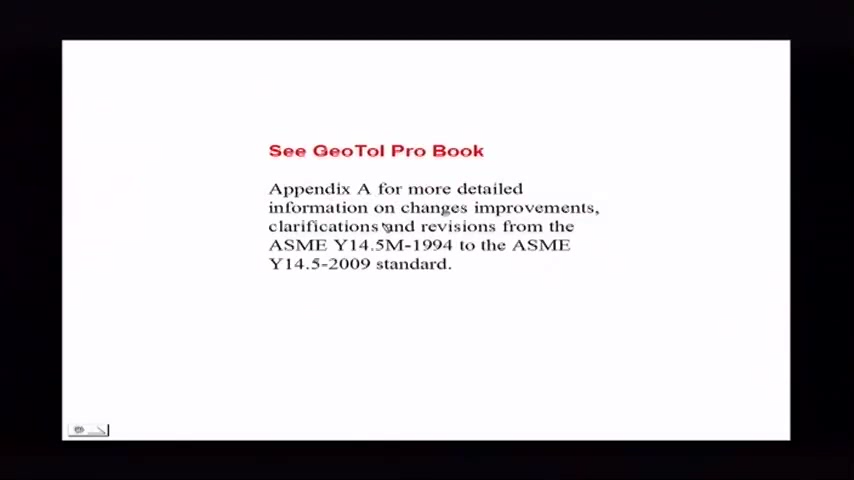 See GeoTol Pro Book
Appendix A for more detailed
information on changes improvements,
clarifications and revisions from the
ASME Y14.5M-1994 to the ASME
Y14.5-2009 standard.